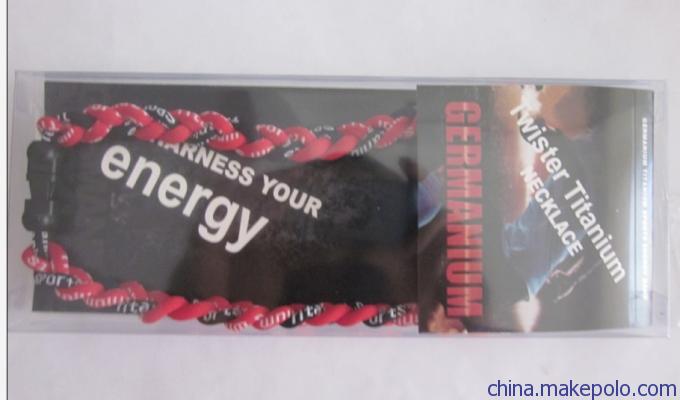 HARNESS YOUR
energy
GERMANIUM
Twister Titanium
NECKLACE
china.makepolo.com